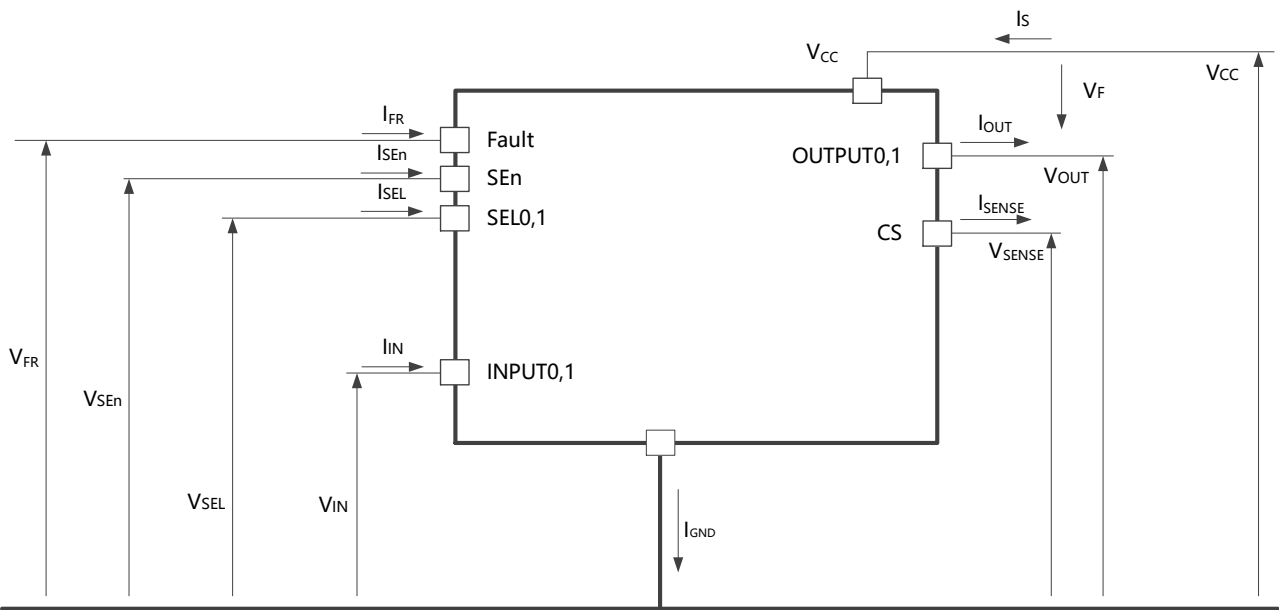 IS
VCC
VCC
VF
IFR
Fault
IOUT
ISEn
SEn
OUTPUT0,1
VOUT
ISEL
SEL0,1
ISENSE
CS
VSENSE
IIN
INPUT0,1
VFR
VSEn
VSEL
VIN
IGND